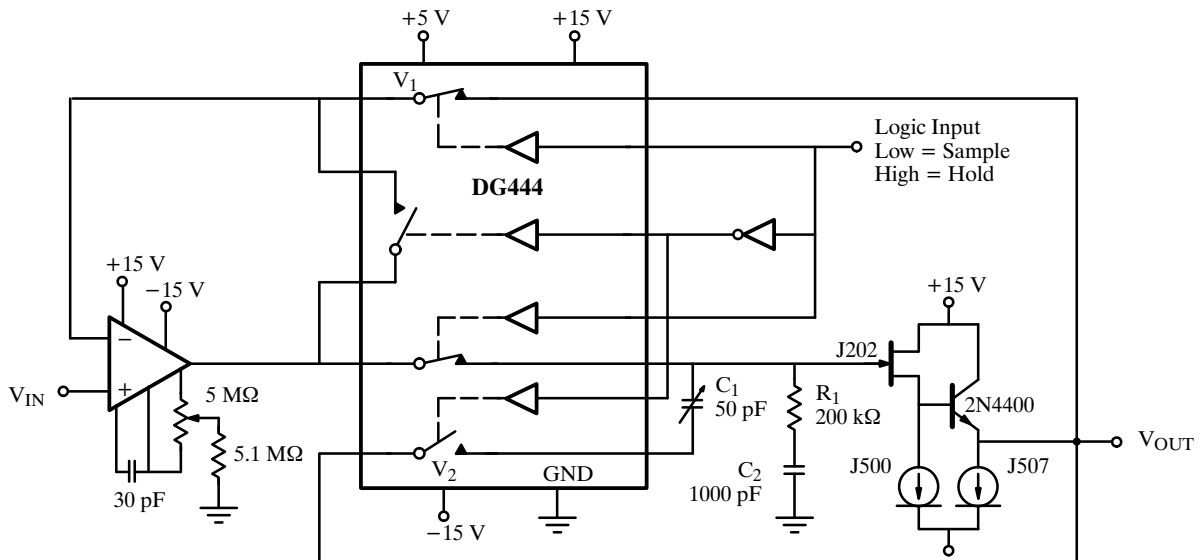 +5 V
+15 V
V1
Logic Input
Low = Sample
High = Hold
DG444
+15 V
−15 V
+15 V
J202
−
+
VIN
5 MΩ
5.1 MΩ
30 pF
C1
50 pF
R1
200 kΩ
2N4400
VOUT
V2
GND
C2
1000 pF
J500
J507
−15 V